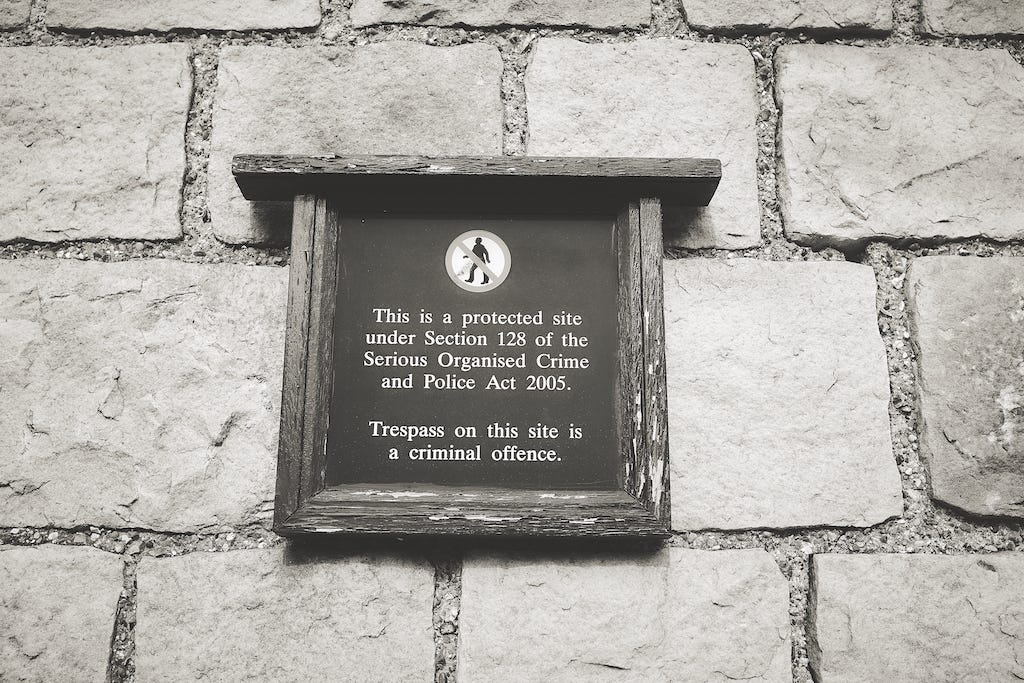 This is a protected site
under Section 128 of the
Serious Organised Crime
and Police Act 2005.
Trespass on this site is
a criminal offence.